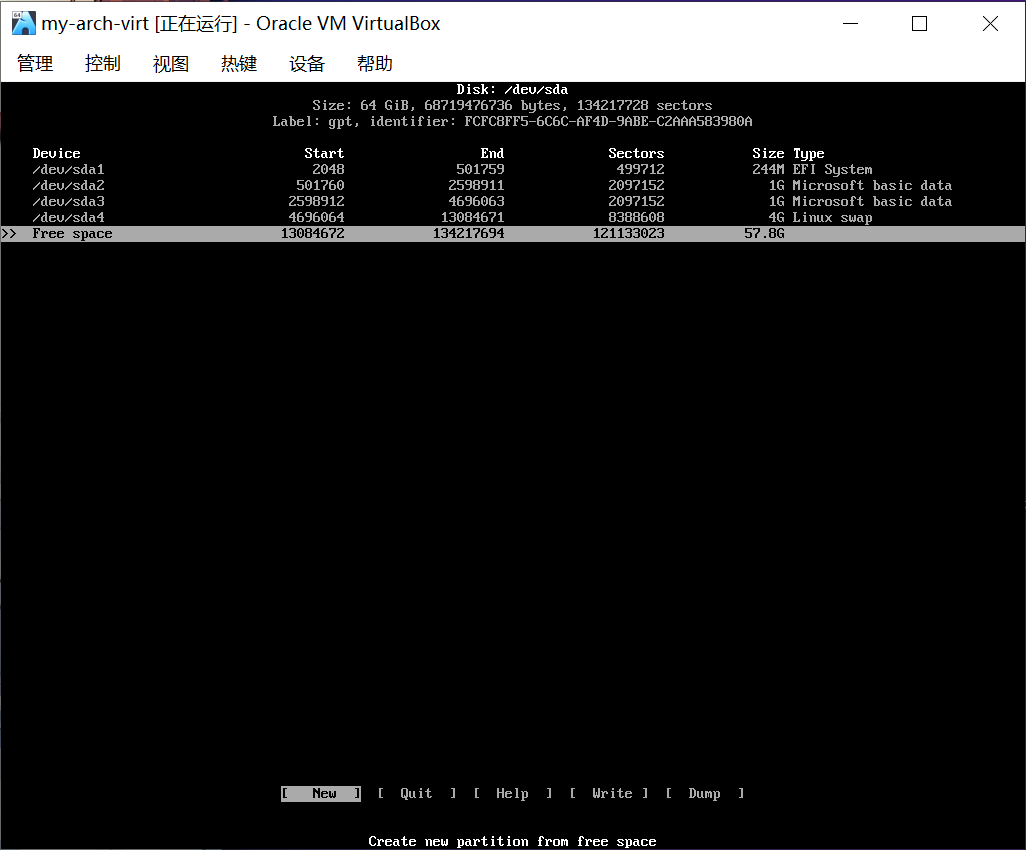 my-arch-virt [正在运行] - Oracle VM VirtualBox
管理 控制 视图 热键 设备 帮助
Disk: /dev/sda
Size: 64 GiB, 68719476736 bytes, 134217728 sectors
Label: gpt, identifier: FCFC8FF5-6C6C-AF4D-9ABE-C2AAA583980A
Device Start End Sectors Size Type
/dev/sda1 2048 501759 499712 244M EFI System
/dev/sda2 501760 2598911 2097152 1G Microsoft basic data
/dev/sda3 2598912 4696063 2097152 1G Microsoft basic data
/dev/sda4 4696064 13084671 8388608 4G Linux swap
>> Free space 13084672 134217694 121133023 57.8G
[ New ] [ Quit ] [ Help ] [ Write ] [ Dump ]
Create new partition from free space